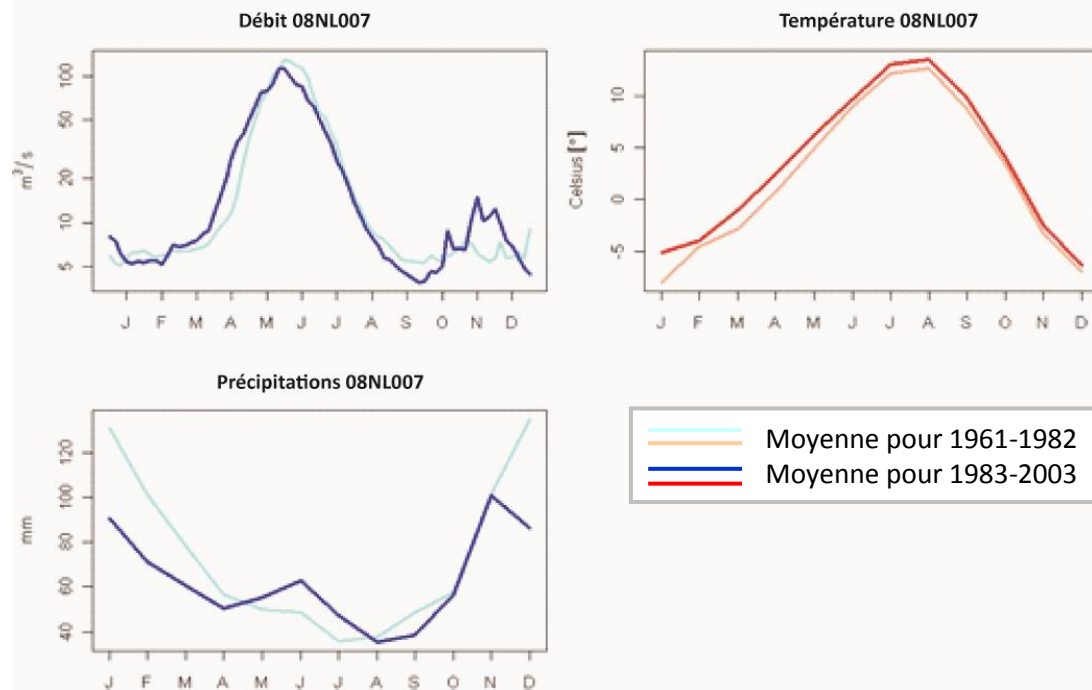 Débit 08NL007
m³/s
100
50
20
10
5
J F M A M J J A S O N D
Température 08NL007
Celsius [°]
10
5
0
-5
J F M A M J J A S O N D
Précipitations 08NL007
mm
120
100
80
60
40
J F M A M J J A S O N D
Moyenne pour 1961-1982
Moyenne pour 1983-2003